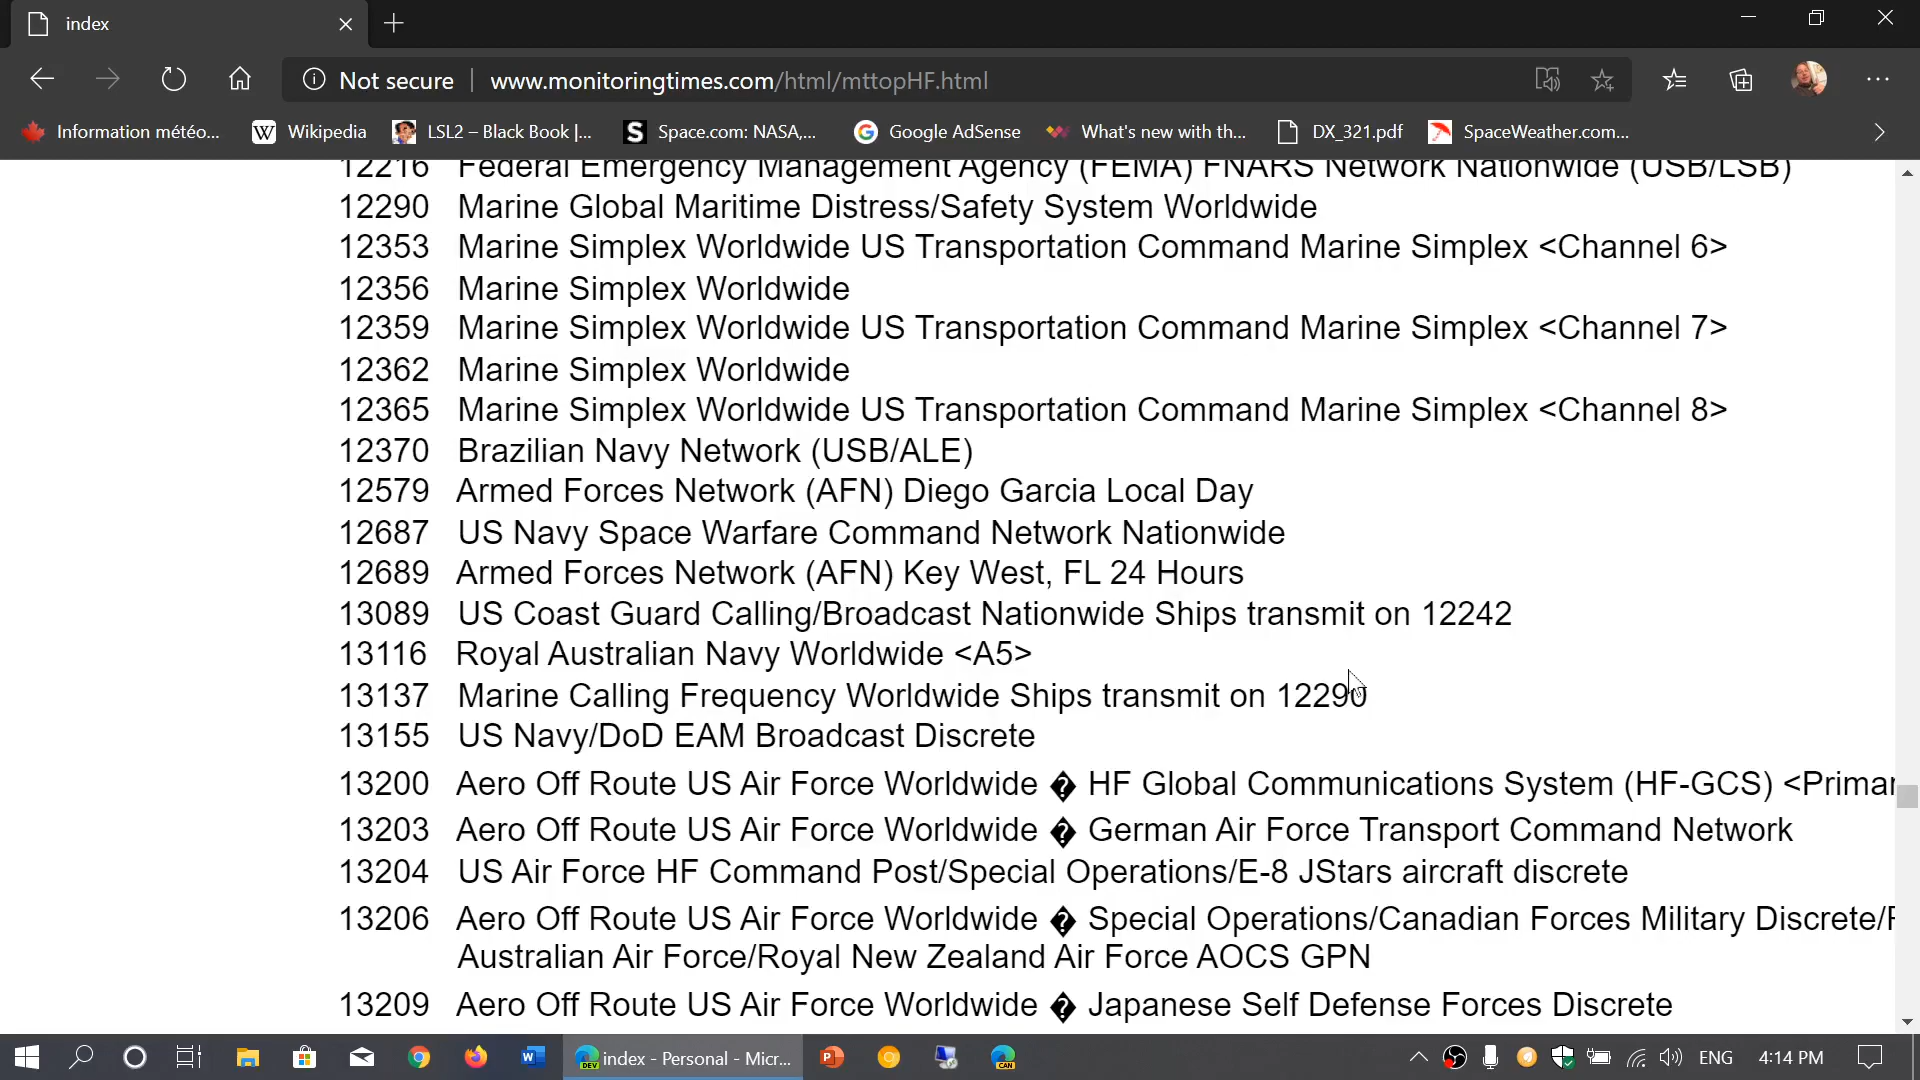 index
Not secure www.monitoringtimes.com/html/mttopHF.html
Information météo... Wikipedia LSL2 – Black Book |... Space.com: NASA,... Google AdSense What's new with th... DX_321.pdf SpaceWeather.com...
12216 Federal Emergency Management Agency (FEMA) FNARS Network Nationwide (USB/LSB)
12290 Marine Global Maritime Distress/Safety System Worldwide
12353 Marine Simplex Worldwide US Transportation Command Marine Simplex <Channel 6>
12356 Marine Simplex Worldwide
12359 Marine Simplex Worldwide US Transportation Command Marine Simplex <Channel 7>
12362 Marine Simplex Worldwide
12365 Marine Simplex Worldwide US Transportation Command Marine Simplex <Channel 8>
12370 Brazilian Navy Network (USB/ALE)
12579 Armed Forces Network (AFN) Diego Garcia Local Day
12687 US Navy Space Warfare Command Network Nationwide
12689 Armed Forces Network (AFN) Key West, FL 24 Hours
13089 US Coast Guard Calling/Broadcast Nationwide Ships transmit on 12242
13116 Royal Australian Navy Worldwide <A5>
13137 Marine Calling Frequency Worldwide Ships transmit on 12290
13155 US Navy/DoD EAM Broadcast Discrete
13200 Aero Off Route US Air Force Worldwide � HF Global Communications System (HF-GCS) <Primar
13203 Aero Off Route US Air Force Worldwide � German Air Force Transport Command Network
13204 US Air Force HF Command Post/Special Operations/E-8 JStars aircraft discrete
13206 Aero Off Route US Air Force Worldwide � Special Operations/Canadian Forces Military Discrete/
Australian Air Force/Royal New Zealand Air Force AOCS GPN
13209 Aero Off Route US Air Force Worldwide � Japanese Self Defense Forces Discrete
index - Personal - Micr... ENG 4:14 PM